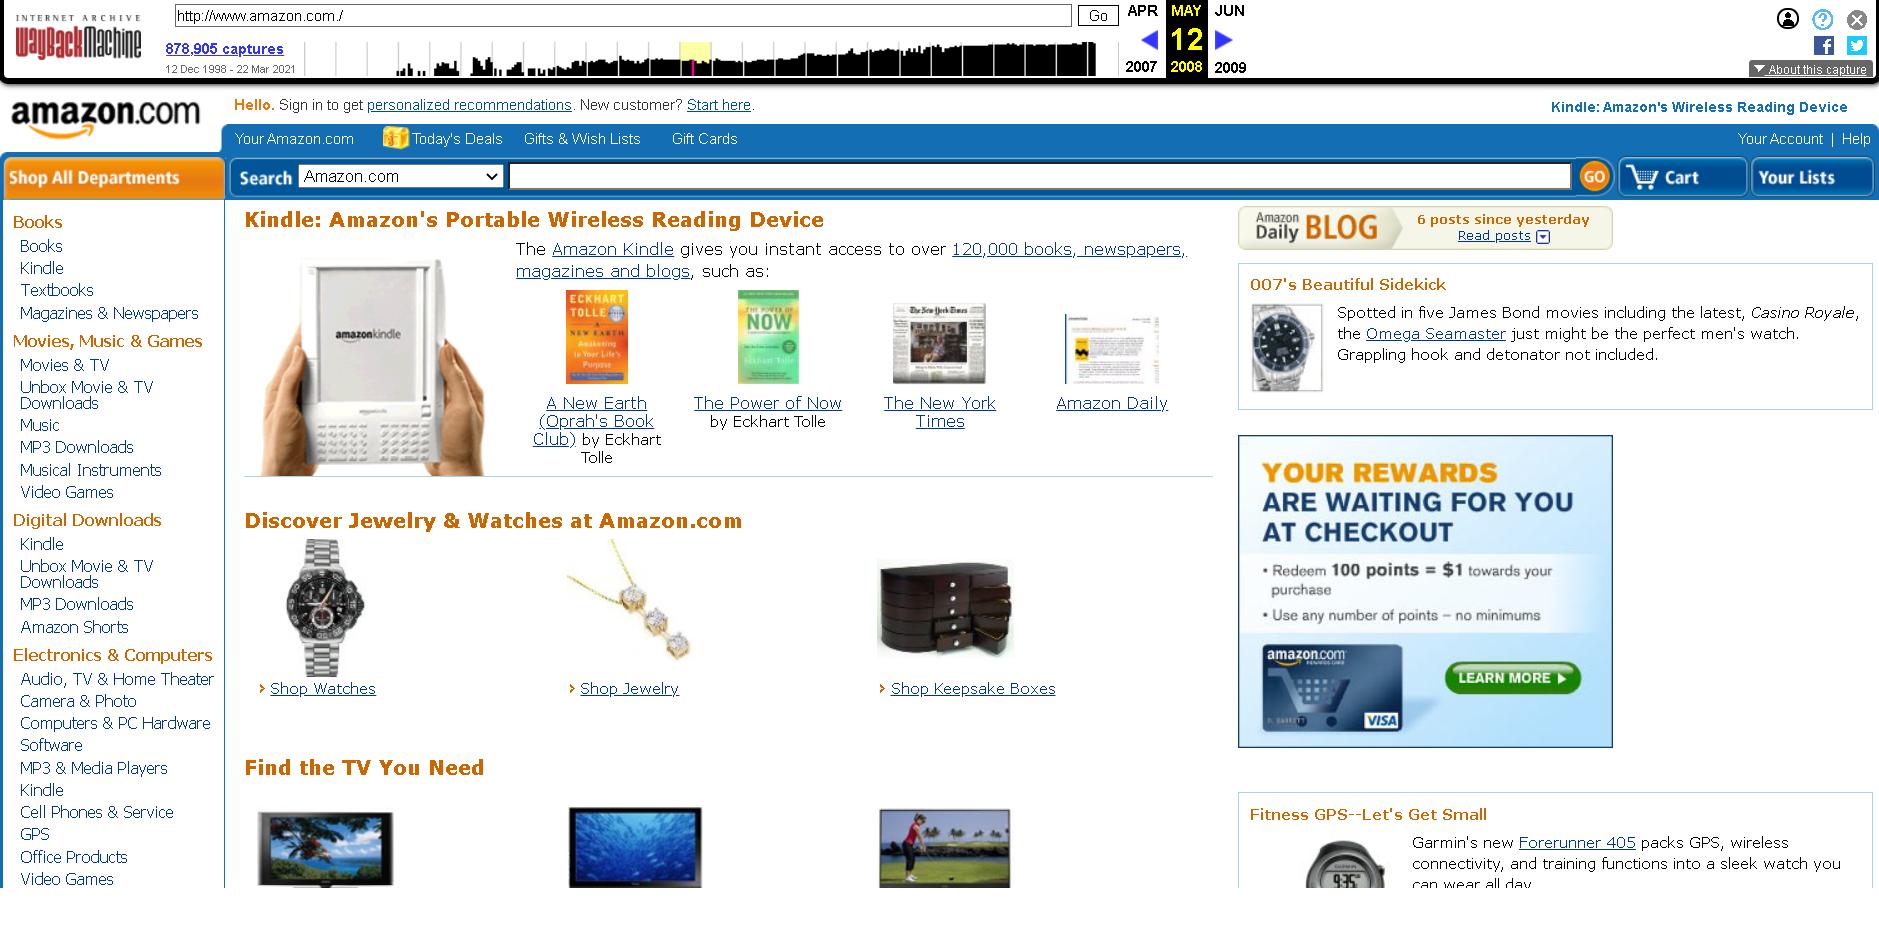 INTERNET ARCHIVE
WayBackMachine
http://www.amazon.com./
Go
878,905 captures
12 Dec 1998 - 22 Mar 2021
APR MAY JUN
12
2007 2008 2009
About this capture
amazon.com
Hello. Sign in to get personalized recommendations. New customer? Start here.
Kindle: Amazon's Wireless Reading Device
Your Amazon.com Today's Deals Gifts & Wish Lists Gift Cards
Your Account | Help
Shop All Departments
Search Amazon.com GO
Cart
Your Lists
Books
Books
Kindle
Textbooks
Magazines & Newspapers
Movies, Music & Games
Movies & TV
Unbox Movie & TV
Downloads
Music
MP3 Downloads
Musical Instruments
Video Games
Digital Downloads
Kindle
Unbox Movie & TV
Downloads
MP3 Downloads
Amazon Shorts
Electronics & Computers
Audio, TV & Home Theater
Camera & Photo
Computers & PC Hardware
Software
MP3 & Media Players
Kindle
Cell Phones & Service
GPS
Office Products
Video Games
Kindle: Amazon's Portable Wireless Reading Device
The Amazon Kindle gives you instant access to over 120,000 books, newspapers,
magazines and blogs, such as:
amazonkindle
ECKHART
TOLLE
A
NEW EARTH
Awakening
to Your Life's
Purpose
THE POWER OF
NOW
Eckhart Tolle
The New York Times
A New Earth
(Oprah's Book
Club) by Eckhart
Tolle
The Power of Now
by Eckhart Tolle
The New York
Times
Amazon Daily
Discover Jewelry & Watches at Amazon.com
Shop Watches
Shop Jewelry
Shop Keepsake Boxes
Find the TV You Need
Amazon
Daily BLOG
6 posts since yesterday
Read posts
007's Beautiful Sidekick
Spotted in five James Bond movies including the latest, Casino Royale,
the Omega Seamaster just might be the perfect men's watch.
Grappling hook and detonator not included.
YOUR REWARDS
ARE WAITING FOR YOU
AT CHECKOUT
• Redeem 100 points = $1 towards your
purchase
• Use any number of points – no minimums
amazon.com
REWARDS CARD
D. BARRETT
VISA
LEARN MORE
Fitness GPS--Let's Get Small
Garmin's new Forerunner 405 packs GPS, wireless
connectivity, and training functions into a sleek watch you
can wear all day.
GARMIN
9:35